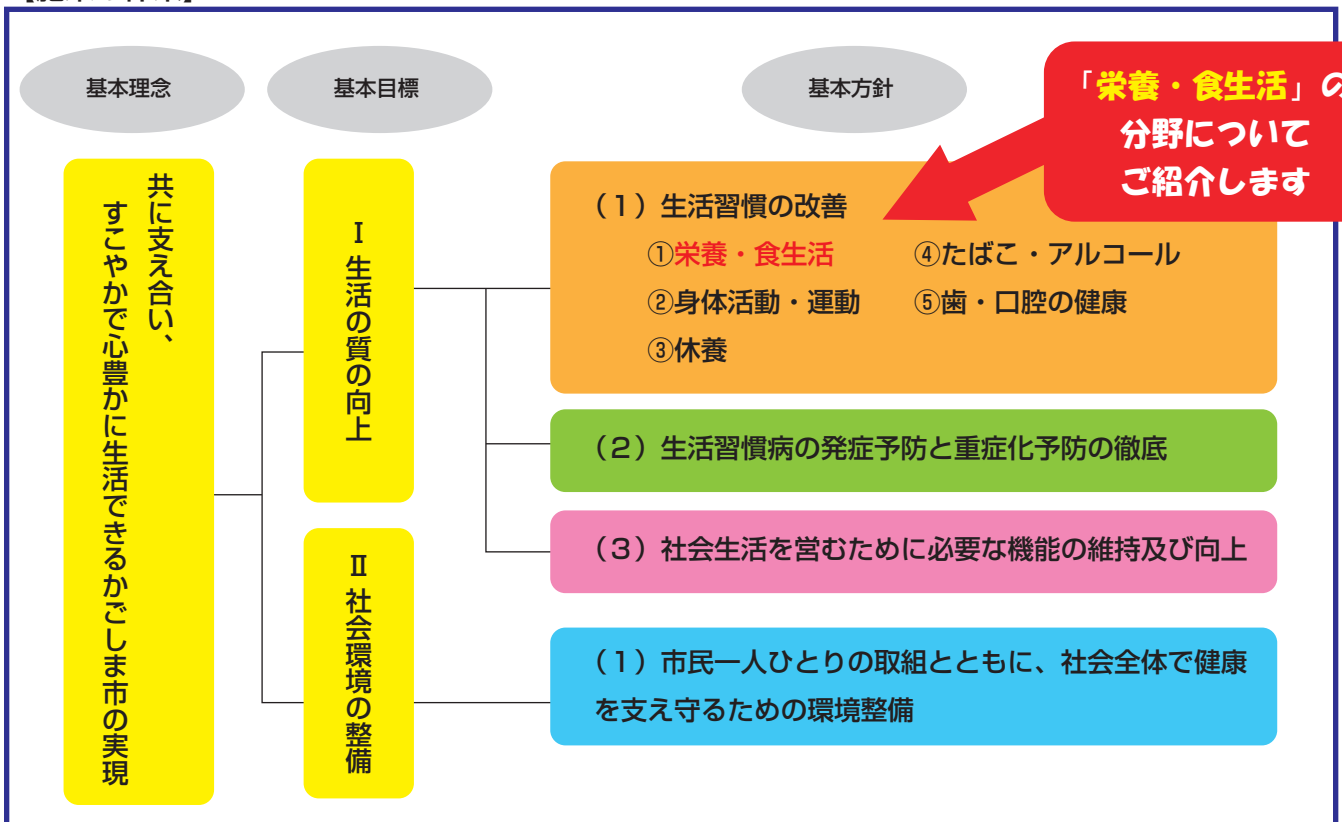 基本理念
基本目標
基本方針
「栄養・食生活」の
分野について
ご紹介します
共に支え合い、
すこやかで心豊かに生活できるかごしま市の実現
Ⅰ 生活の質の向上
(1)生活習慣の改善
①栄養・食生活
④たばこ・アルコール
②身体活動・運動
⑤歯・口腔の健康
③休養
(2)生活習慣病の発症予防と重症化予防の徹底
(3)社会生活を営むために必要な機能の維持及び向上
Ⅱ 社会環境の整備
(1)市民一人ひとりの取組とともに、社会全体で健康
を支え守るための環境整備